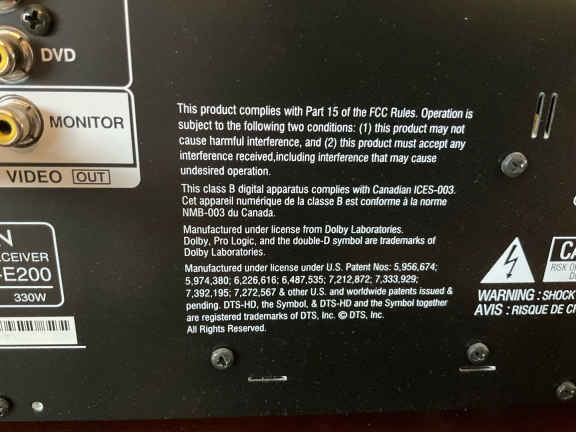 DVD
MONITOR
VIDEO OUT
This product complies with Part 15 of the FCC Rules. Operation is
subject to the following two conditions: (1) this product may not
cause harmful interference, and (2) this product must accept any
interference received,including interference that may cause
undesired operation.
This class B digital apparatus complies with Canadian ICES-003.
Cet appareil numérique de la classe B est conforme à la norme
NMB-003 du Canada.
Manufactured under license from Dolby Laboratories.
Dolby, Pro Logic, and the double-D symbol are trademarks of
Dolby Laboratories.
Manufactured under license under U.S. Patent Nos: 5,956,674;
5,974,380; 6,226,616; 6,487,535; 7,212,872; 7,333,929;
7,392,195; 7,272,567 & other U.S. and worldwide patents issued &
pending. DTS-HD, the Symbol, & DTS-HD and the Symbol together
are registered trademarks of DTS, Inc. © DTS, Inc.
All Rights Reserved.
N
ECEIVER
-E200
330W
CA
RISK O
D
WARNING : SHOCK
AVIS : RISQUE DE C